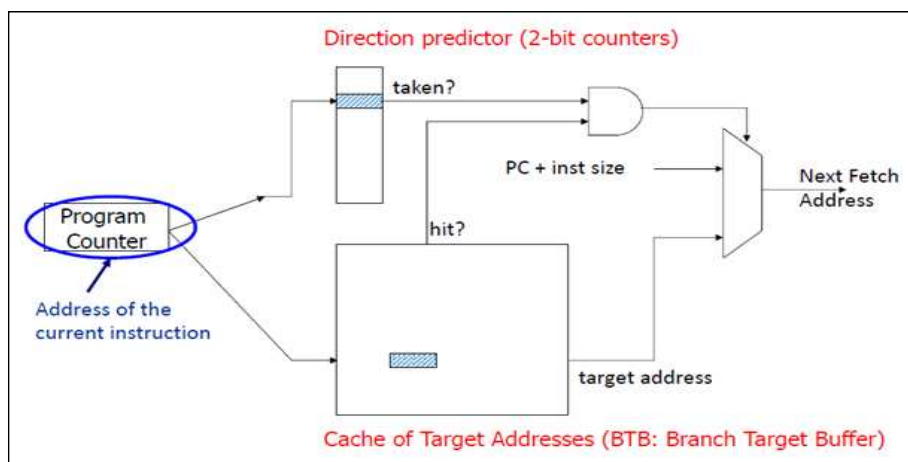 Direction predictor (2-bit counters)
taken?
PC + inst size
Next Fetch
Address
Program
Counter
hit?
Address of the
current instruction
target address
Cache of Target Addresses (BTB: Branch Target Buffer)